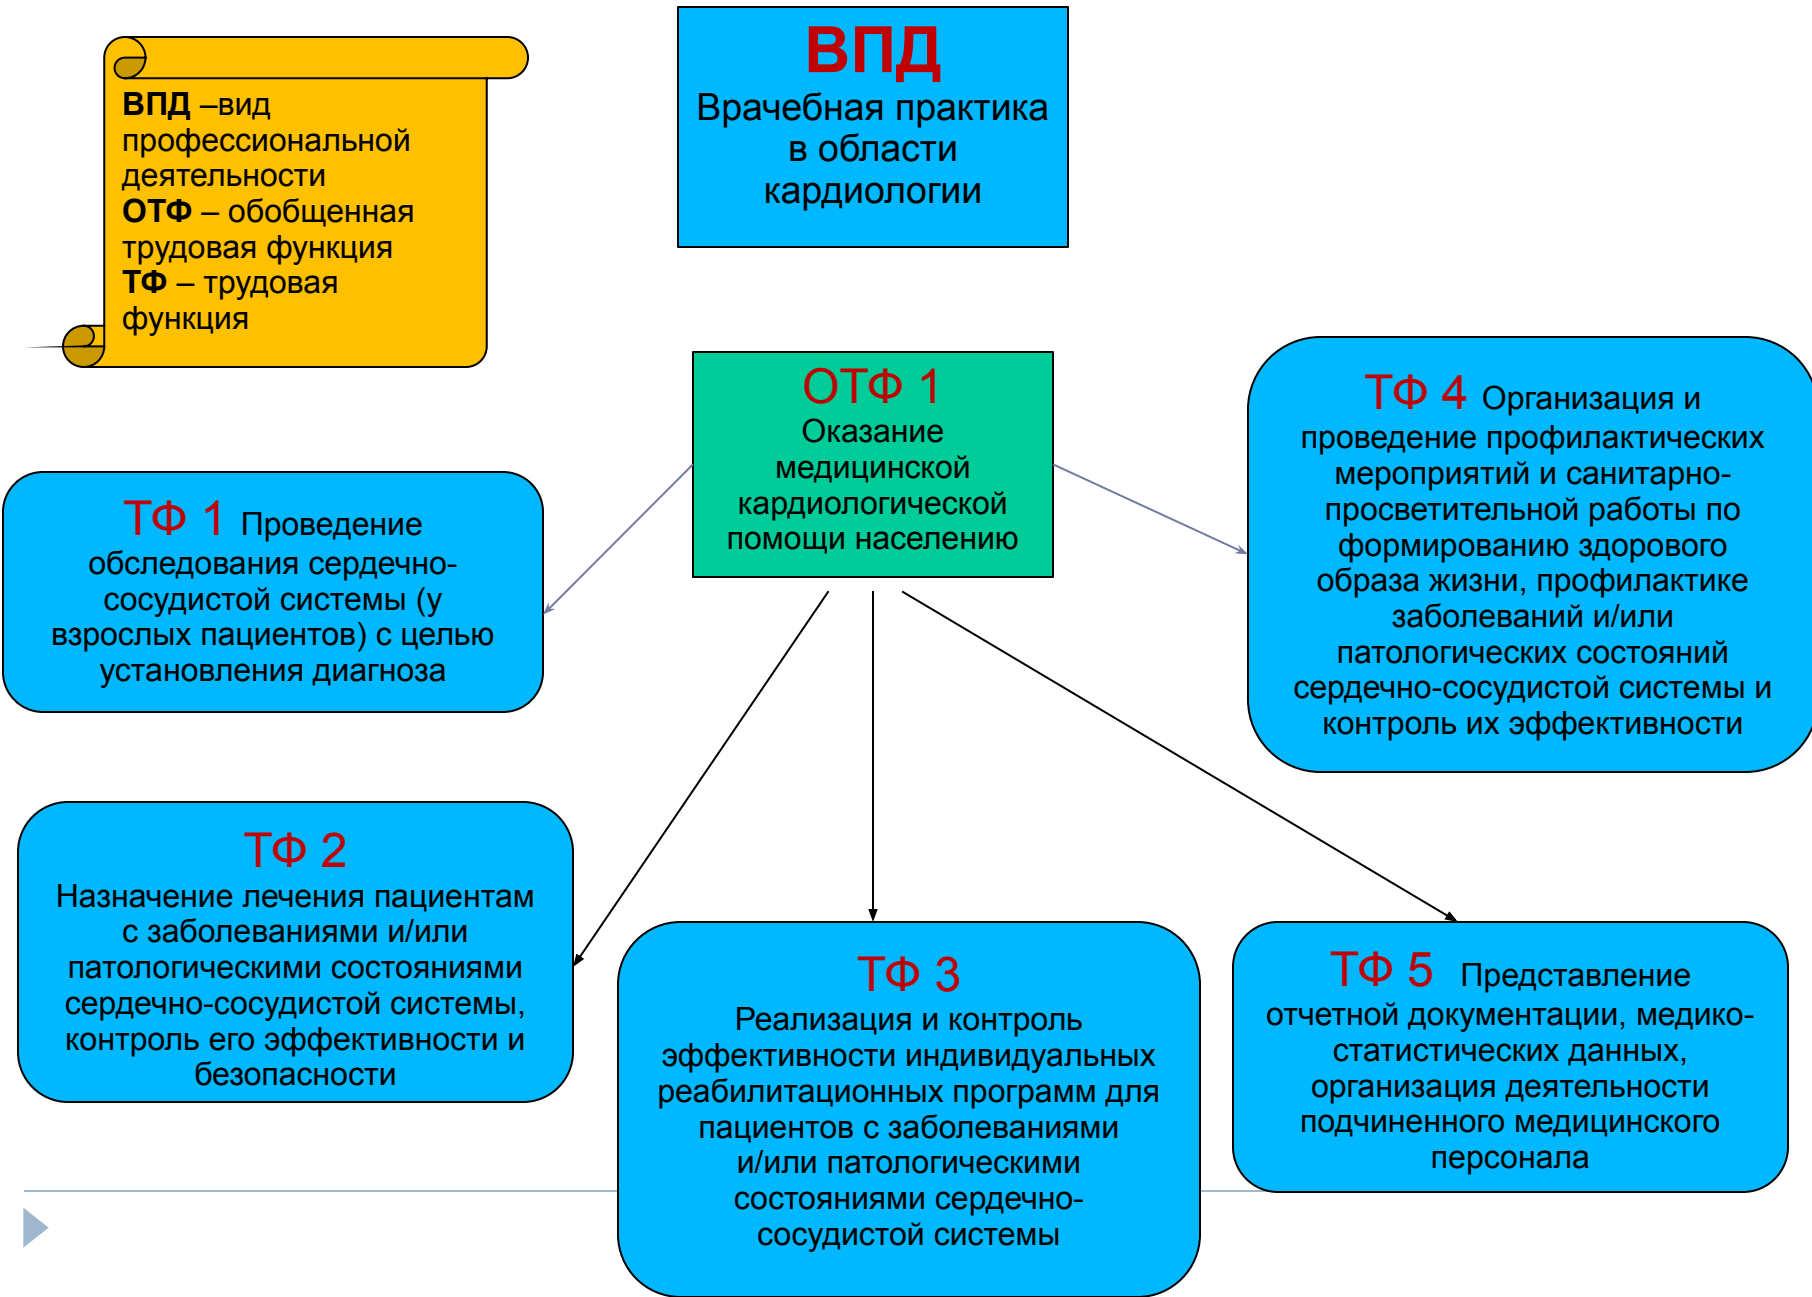 ВПД –вид
профессиональной
деятельности
ОТФ – обобщенная
трудовая функция
ТФ – трудовая
функция
ВПД
Врачебная практика
в области
кардиологии
ОТФ 1
Оказание
медицинской
кардиологической
помощи населению
ТФ 1 Проведение
обследования сердечно-
сосудистой системы (у
взрослых пациентов) с целью
установления диагноза
ТФ 4 Организация и
проведение профилактических
мероприятий и санитарно-
просветительной работы по
формированию здорового
образа жизни, профилактике
заболеваний и/или
патологических состояний
сердечно-сосудистой системы и
контроль их эффективности
ТФ 2
Назначение лечения пациентам
с заболеваниями и/или
патологическими состояниями
сердечно-сосудистой системы,
контроль его эффективности и
безопасности
ТФ 3
Реализация и контроль
эффективности индивидуальных
реабилитационных программ для
пациентов с заболеваниями
и/или патологическими
состояниями сердечно-
сосудистой системы
ТФ 5 Представление
отчетной документации, медико-
статистических данных,
организация деятельности
подчиненного медицинского
персонала